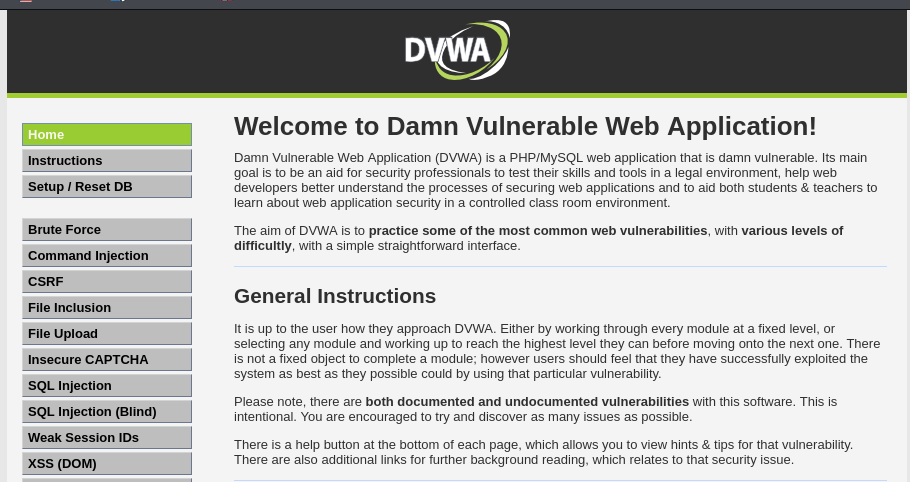 DVWA
Home
Instructions
Setup / Reset DB
Brute Force
Command Injection
CSRF
File Inclusion
File Upload
Insecure CAPTCHA
SQL Injection
SQL Injection (Blind)
Weak Session IDs
XSS (DOM)
Welcome to Damn Vulnerable Web Application!
Damn Vulnerable Web Application (DVWA) is a PHP/MySQL web application that is damn vulnerable. Its main
goal is to be an aid for security professionals to test their skills and tools in a legal environment, help web
developers better understand the processes of securing web applications and to aid both students & teachers to
learn about web application security in a controlled class room environment.
The aim of DVWA is to practice some of the most common web vulnerabilities, with various levels of
difficultly, with a simple straightforward interface.
General Instructions
It is up to the user how they approach DVWA. Either by working through every module at a fixed level, or
selecting any module and working up to reach the highest level they can before moving onto the next one. There
is not a fixed object to complete a module; however users should feel that they have successfully exploited the
system as best as they possible could by using that particular vulnerability.
Please note, there are both documented and undocumented vulnerabilities with this software. This is
intentional. You are encouraged to try and discover as many issues as possible.
There is a help button at the bottom of each page, which allows you to view hints & tips for that vulnerability.
There are also additional links for further background reading, which relates to that security issue.